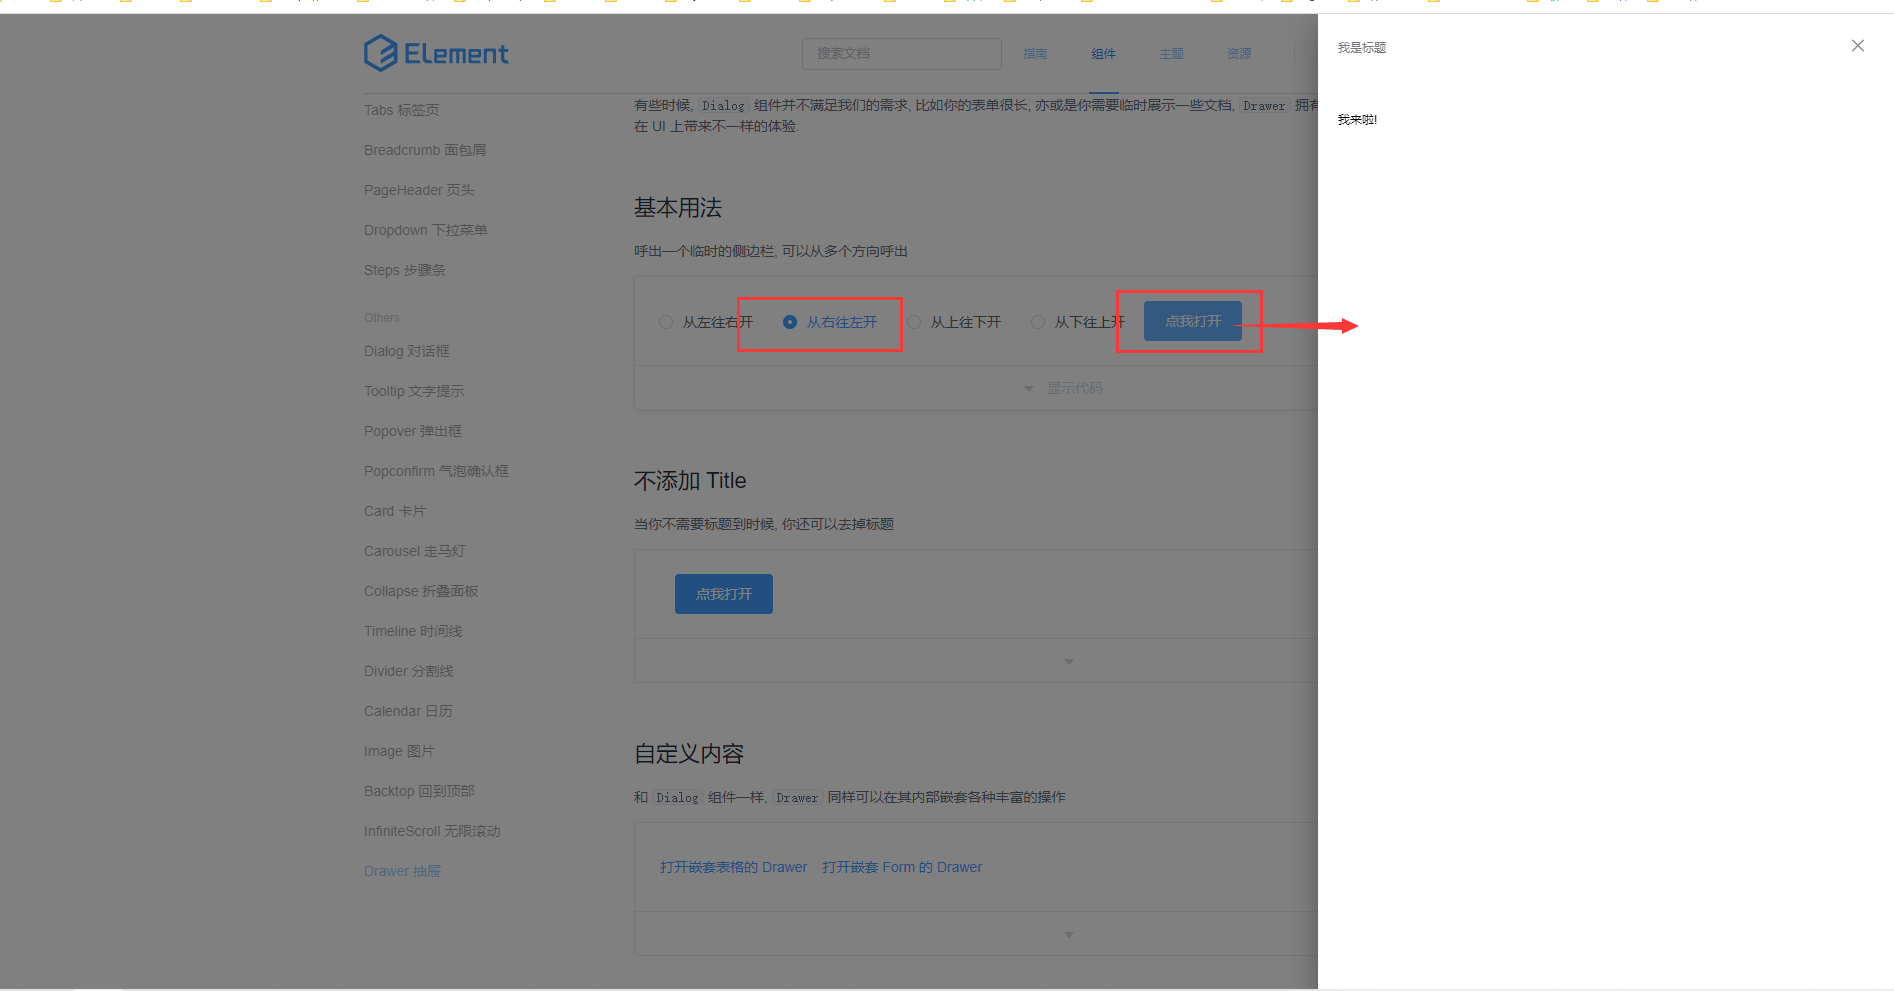 Element
搜索文档
指南
组件
主题
资源
Tabs 标签页
Breadcrumb 面包屑
PageHeader 页头
Dropdown 下拉菜单
Steps 步骤条
Others
Dialog 对话框
Tooltip 文字提示
Popover 弹出框
Popconfirm 气泡确认框
Card 卡片
Carousel 走马灯
Collapse 折叠面板
Timeline 时间线
Divider 分割线
Calendar 日历
Image 图片
Backtop 回到顶部
InfiniteScroll 无限滚动
Drawer 抽屉
有些时候, Dialog 组件并不满足我们的需求, 比如你的表单很长, 亦或是你需要临时展示一些文档, Drawer 拥有
在 UI 上带来不一样的体验.
基本用法
呼出一个临时的侧边栏, 可以从多个方向呼出
从左往右开
从右往左开
从上往下开
从下往上开
点我打开
显示代码
不添加 Title
当你不需要标题到时候, 你还可以去掉标题
点我打开
自定义内容
和 Dialog 组件一样, Drawer 同样可以在其内部嵌套各种丰富的操作
打开嵌套表格的 Drawer
打开嵌套 Form 的 Drawer
我是标题
我来啦!